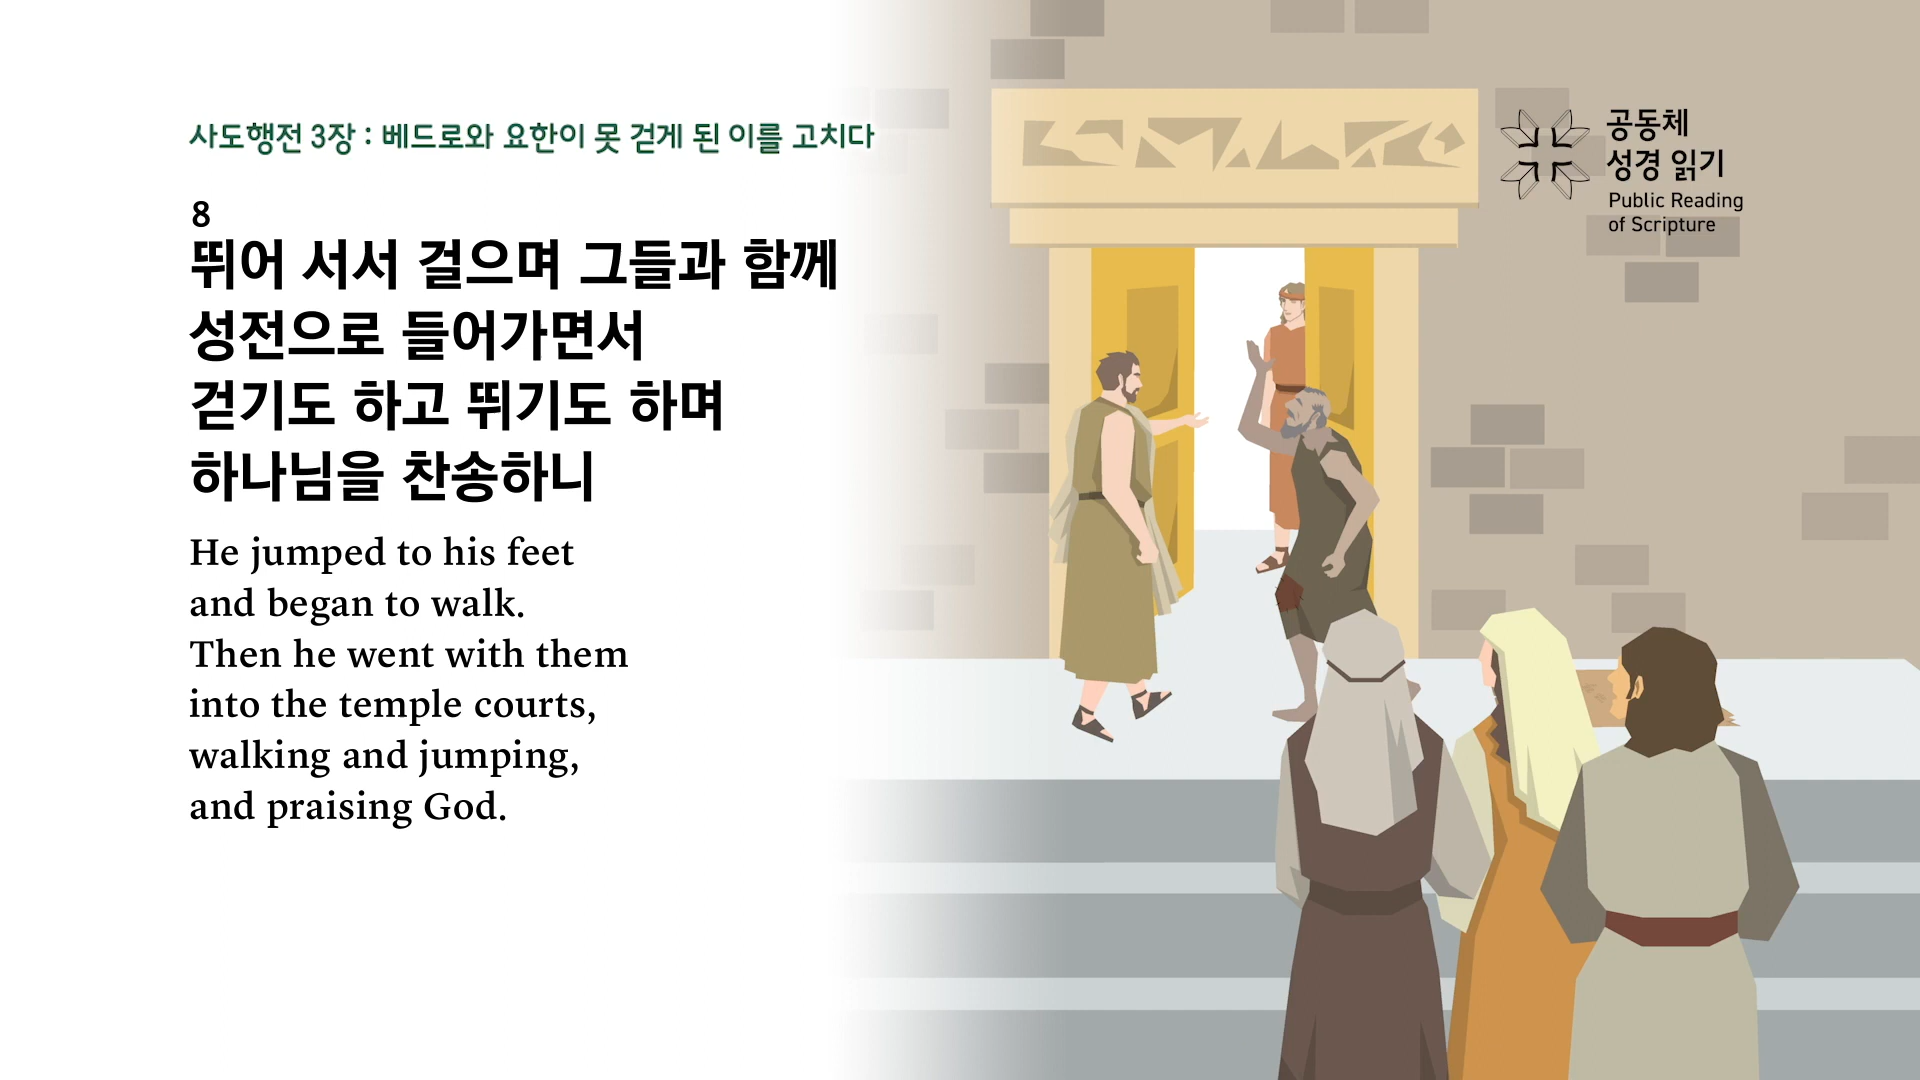 사도행전 3장 : 베드로와 요한이 못 걷게 된 이를 고치다
8
뛰어 서서 걸으며 그들과 함께
성전으로 들어가면서
걷기도 하고 뛰기도 하며
하나님을 찬송하니
He jumped to his feet
and began to walk.
Then he went with them
into the temple courts,
walking and jumping,
and praising God.
공동체
성경 읽기
Public Reading
of Scripture